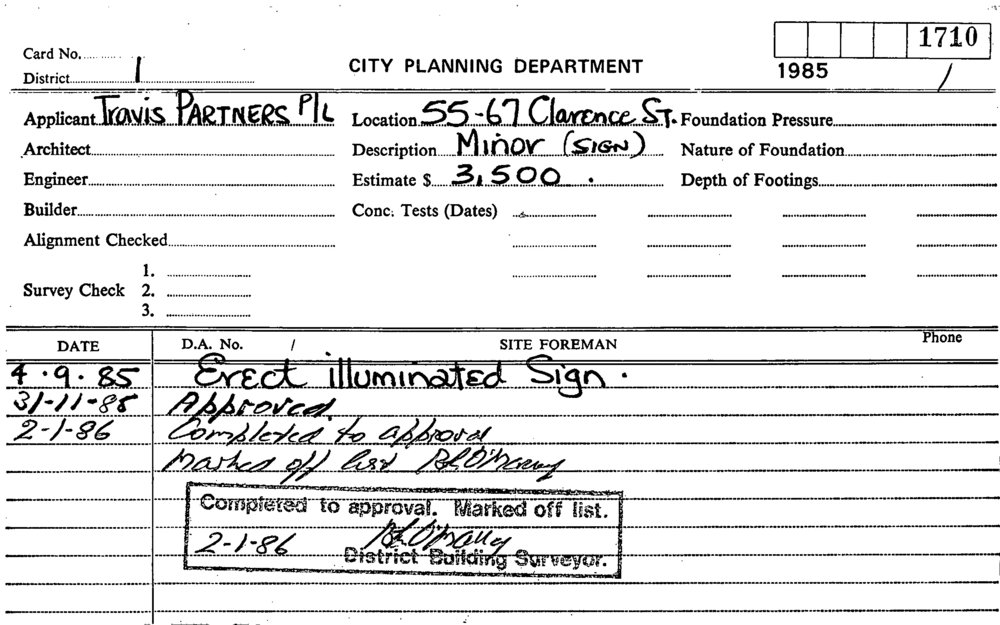 1710
Card No.
CITY PLANNING DEPARTMENT
1985 /
District 1
Applicant Travis PARTNERS P/L Location 55-67 Clarence St. Foundation Pressure
Architect Description Minor (SIGN) Nature of Foundation
Engineer Estimate $ 3,500. Depth of Footings
Builder Conc. Tests (Dates)
Alignment Checked
1.
Survey Check 2.
3.
DATE D.A. No. / SITE FOREMAN Phone
4.9.85 Erect illuminated Sign.
31-11-85 Approved.
2-1-86 Completed to approval
Marked off list
Completed to approval. Marked off list.
2-1-86
District Building Surveyor.